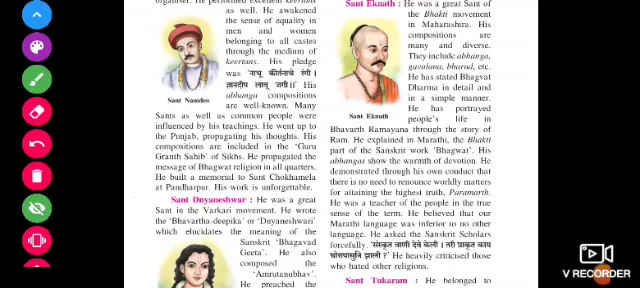 organiser. He performed excellent keertans
as well. He awakened
the sense of equality in
men and women
belonging to all castes
through the medium of
keertans. His pledge
was 'नाचू कीर्तनाचे रंगी ।
ज्ञानदीप लावू जगी ॥' His
abhanga compositions
Sant Namdeo
are well-known. Many
Sants as well as common people were
influenced by his teachings. He went up to
the Punjab, propagating his thoughts. His
compositions are included in the 'Guru
Granth Sahib' of Sikhs. He propagated the
message of Bhagwat religion in all quarters.
He built a memorial to Sant Chokhamela
at Pandharpur. His work is unforgettable.
Sant Dnyaneshwar : He was a great
Sant in the Varkari movement. He wrote
the 'Bhavartha-deepika' or 'Dnyaneshwari'
which elucidates the meaning of the
Sanskrit 'Bhagavad
Geeta'. He also
composed the
'Amrutanubhav'.
He preached the
Sant Eknath : He was a great Sant of
the Bhakti movement
in Maharashtra. His
compositions are
many and diverse.
They include abhanga,
gavalana, bharud, etc.
He has stated Bhagvat
Dharma in detail and
in a simple manner.
He has portrayed
Sant Eknath
people's life in
Bhavarth Ramayana through the story of
Ram. He explained in Marathi, the Bhakti
part of the Sanskrit work 'Bhagwat'. His
abhangas show the warmth of devotion. He
demonstrated through his own conduct that
there is no need to renounce worldly matters
for attaining the highest truth, Paramarth. He
was a teacher of the people in the true
sense of the term. He believed that our
Marathi language was inferior to no other
language. He asked the Sanskrit Scholars
forcefully, 'संस्कृत वाणी देवे केली । तरी प्राकृत काय
चोरापासुनि झाली ?' He heavily criticised those
who hated other religions.
Sant Tukaram : He belonged to
V RECORDER